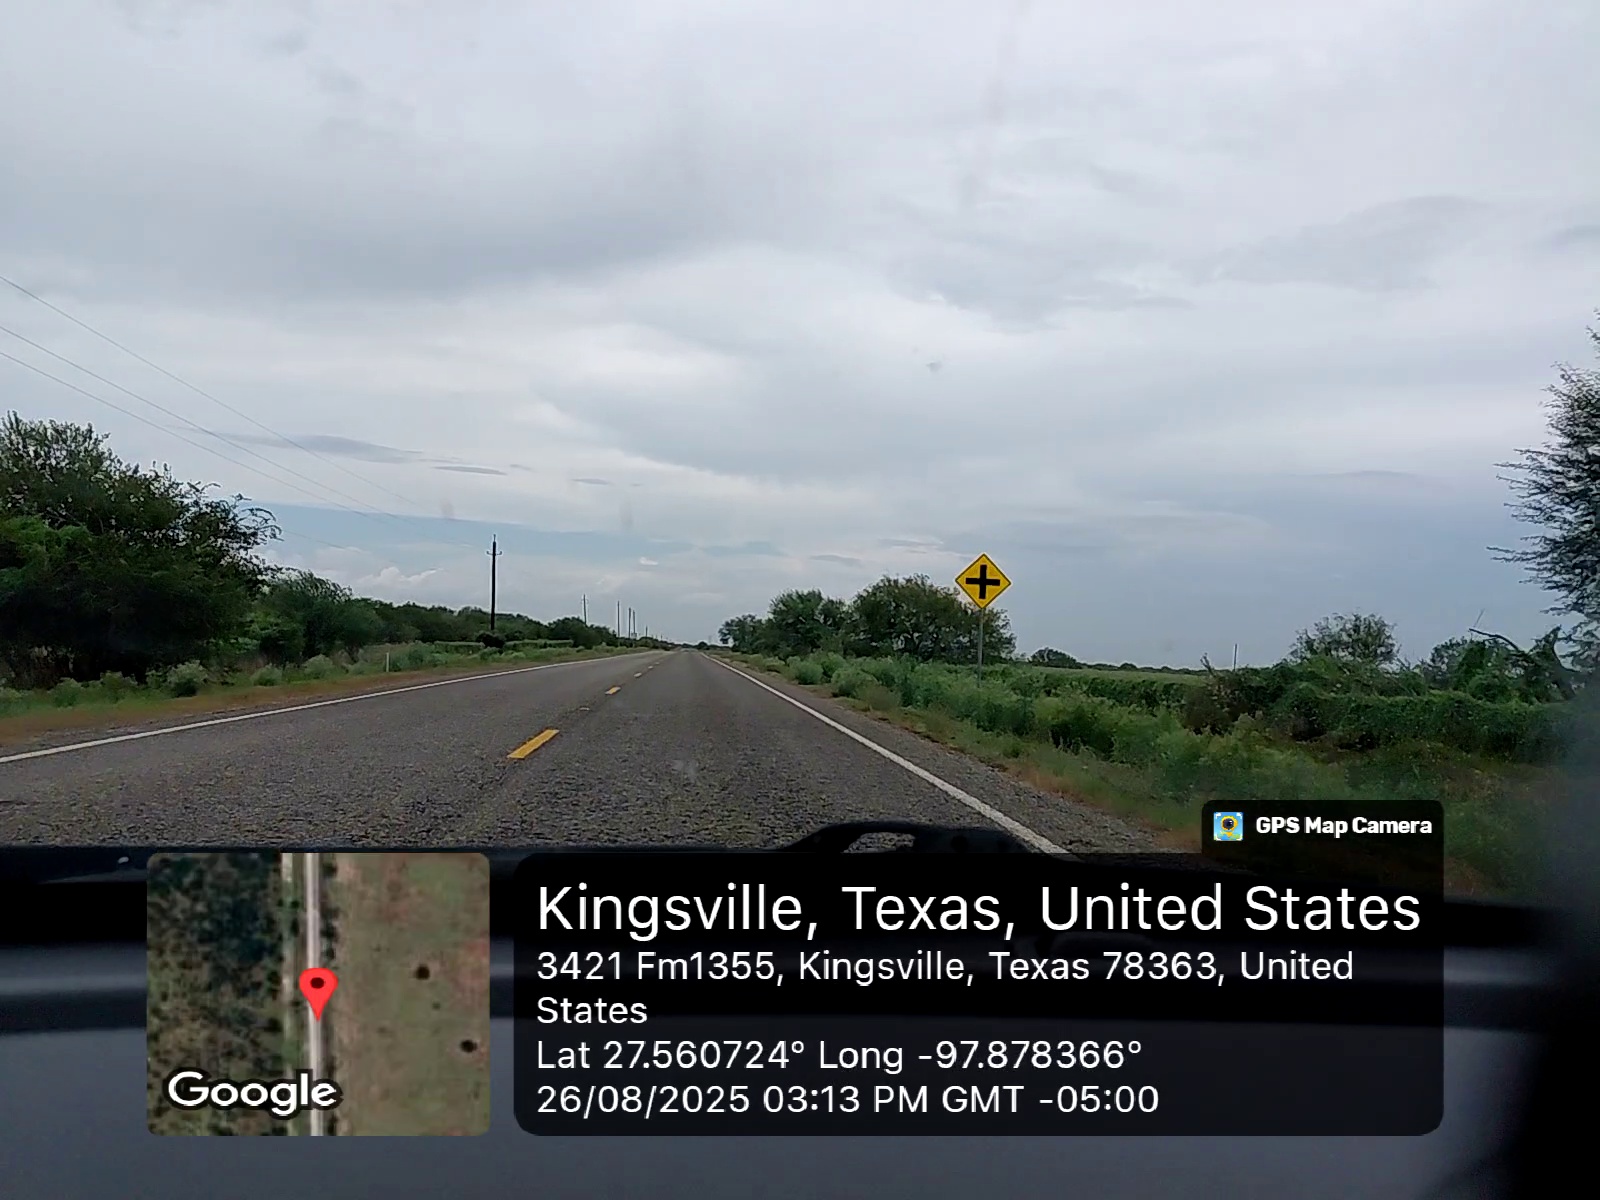 GPS Map Camera
Kingsville, Texas, United States
3421 Fm1355, Kingsville, Texas 78363, United
States
Lat 27.560724° Long -97.878366°
26/08/2025 03:13 PM GMT -05:00
Google